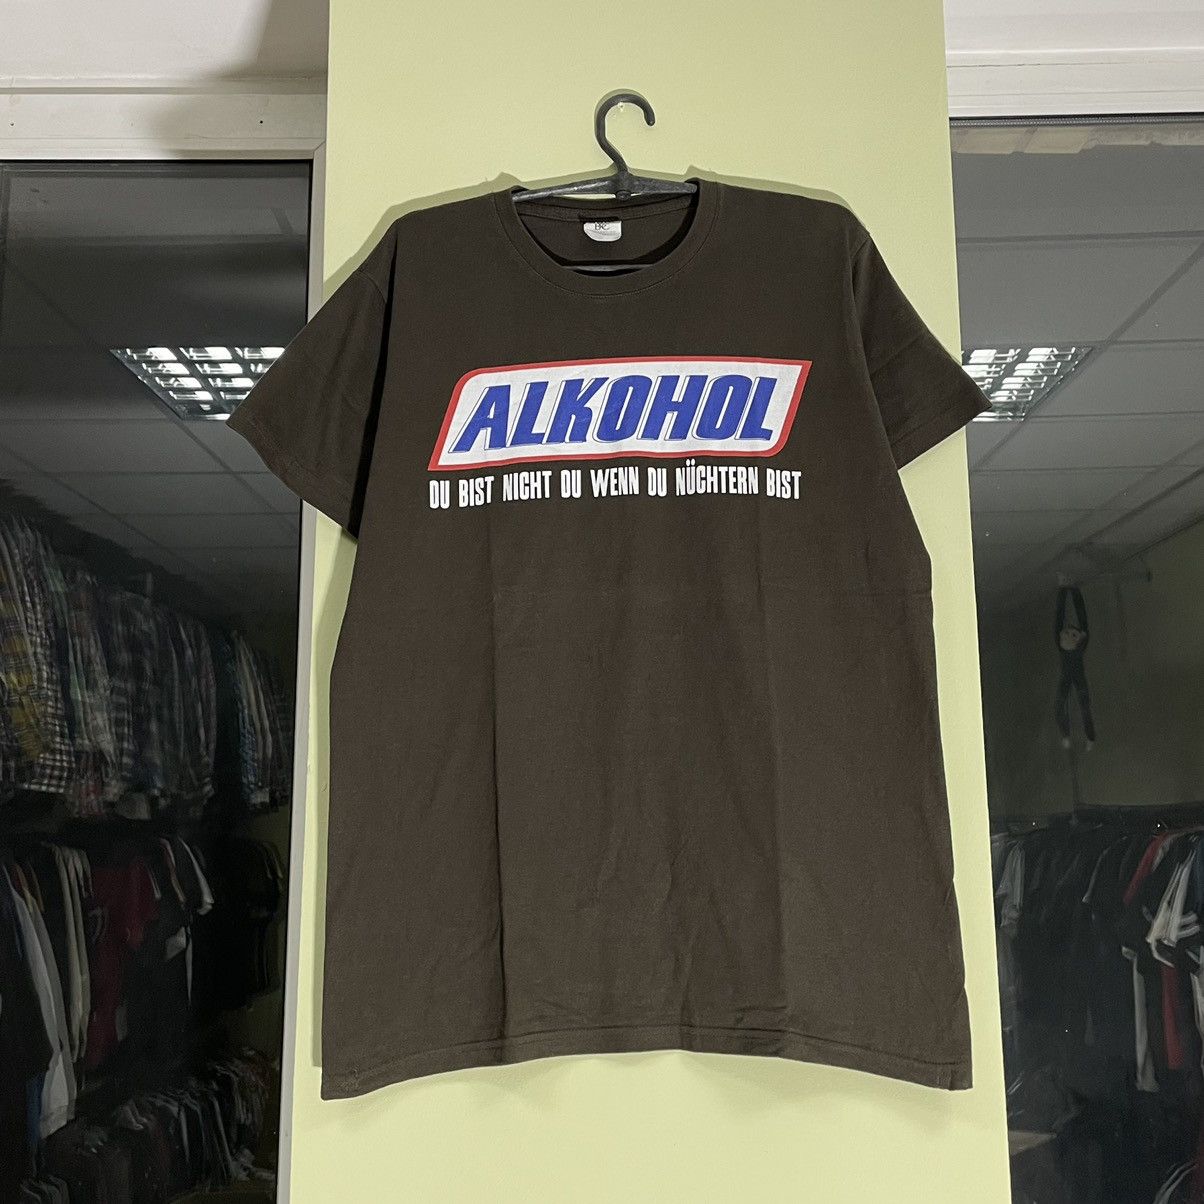 ALKOHOL
DU BIST NICHT DU WENN DU NÜCHTERN BIST